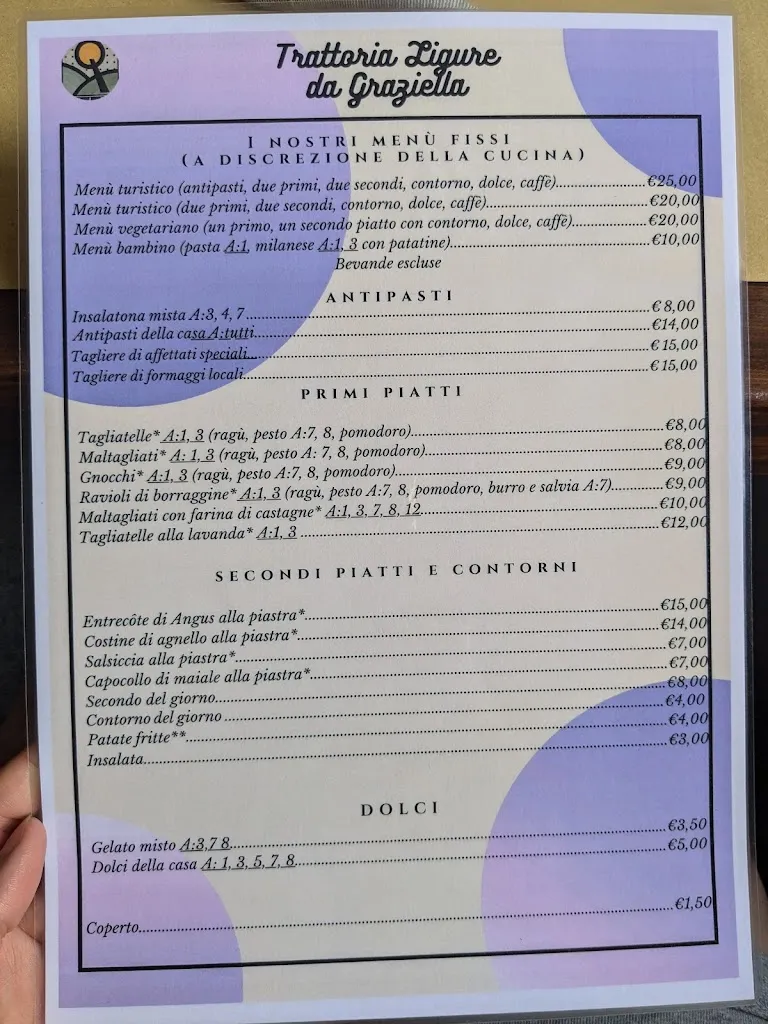 Trattoria Ligure
da Graziella
I NOSTRI MENÙ FISSI
(A DISCREZIONE DELLA CUCINA)
Menù turistico (antipasti, due primi, due secondi, contorno, dolce, caffè)..........€25,00
Menù turistico (due primi, due secondi, contorno, dolce, caffè)..........€20,00
Menù vegetariano (un primo, un secondo piatto con contorno, dolce, caffè)..........€20,00
Menù bambino (pasta A:1, milanese A:1, 3 con patatine)..........€10,00
Bevande escluse
ANTIPASTI
Insalatona mista A:3, 4, 7..........€ 8,00
Antipasti della casa A:tutti..........€14,00
Tagliere di affettati speciali..........€ 15,00
Tagliere di formaggi locali..........€ 15,00
PRIMI PIATTI
Tagliatelle* A:1, 3 (ragù, pesto A:7, 8, pomodoro)..........€8,00
Maltagliati* A: 1, 3 (ragù, pesto A: 7, 8, pomodoro)..........€8,00
Gnocchi* A:1, 3 (ragù, pesto A:7, 8, pomodoro)..........€9,00
Ravioli di borraggine* A:1, 3 (ragù, pesto A:7, 8, pomodoro, burro e salvia A:7)..........€9,00
Maltagliati con farina di castagne* A:1, 3, 7, 8, 12..........€10,00
Tagliatelle alla lavanda* A:1, 3 ..........€12,00
SECONDI PIATTI E CONTORNI
Entrecôte di Angus alla piastra*..........€15,00
Costine di agnello alla piastra*..........€14,00
Salsiccia alla piastra*..........€7,00
Capocollo di maiale alla piastra*..........€7,00
Secondo del giorno..........€8,00
Contorno del giorno ..........€4,00
Patate fritte**..........€4,00
Insalata..........€3,00
DOLCI
Gelato misto A:3,7 8..........€3,50
Dolci della casa A: 1, 3, 5, 7, 8..........€5,00
Coperto..........€1,50